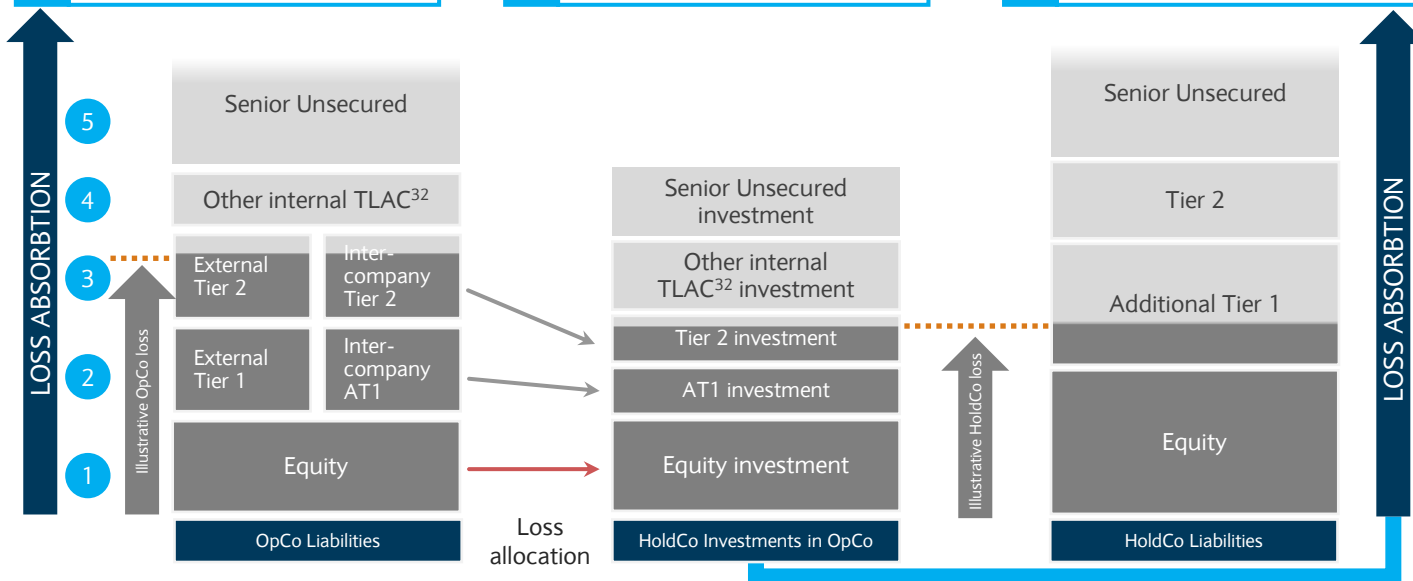 LOSS ABSORBTION
5
4
3
2
1
Illustrative OpCo loss
Senior Unsecured
Other internal TLAC32
External
Tier 2
Inter-
company
Tier 2
External
Tier 1
Inter-
company
AT1
Equity
OpCo Liabilities
Loss
allocation
Senior Unsecured
investment
Other internal
TLAC32 investment
Tier 2 investment
AT1 investment
Equity investment
HoldCo Investments in OpCo
Illustrative HoldCo loss
Senior Unsecured
Tier 2
Additional Tier 1
Equity
HoldCo Liabilities
LOSS ABSORBTION